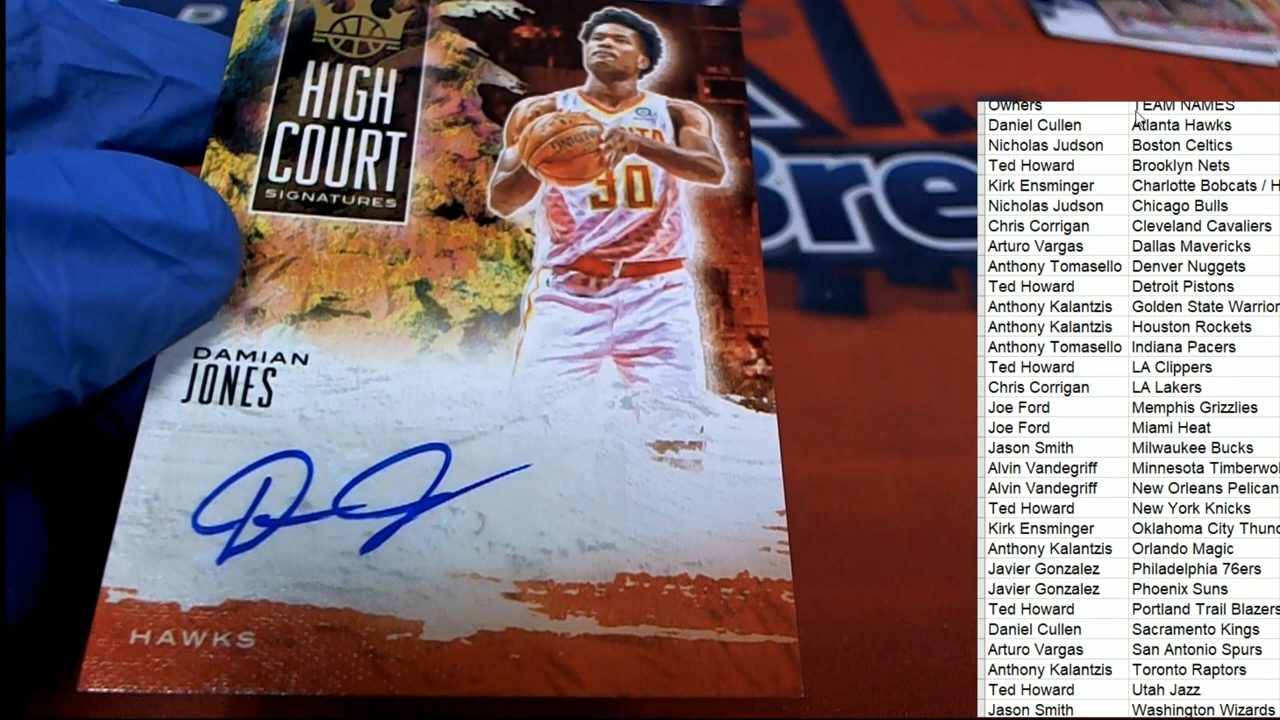 HIGH
COURT
SIGNATURES
30
DAMIAN
JONES
HAWKS
Bre
Owners TEAM NAMES
Daniel Cullen Atlanta Hawks
Nicholas Judson Boston Celtics
Ted Howard Brooklyn Nets
Kirk Ensminger Charlotte Bobcats / H
Nicholas Judson Chicago Bulls
Chris Corrigan Cleveland Cavaliers
Arturo Vargas Dallas Mavericks
Anthony Tomasello Denver Nuggets
Ted Howard Detroit Pistons
Anthony Kalantzis Golden State Warrior
Anthony Kalantzis Houston Rockets
Anthony Tomasello Indiana Pacers
Ted Howard LA Clippers
Chris Corrigan LA Lakers
Joe Ford Memphis Grizzlies
Joe Ford Miami Heat
Jason Smith Milwaukee Bucks
Alvin Vandegriff Minnesota Timberwol
Alvin Vandegriff New Orleans Pelican
Ted Howard New York Knicks
Kirk Ensminger Oklahoma City Thund
Anthony Kalantzis Orlando Magic
Javier Gonzalez Philadelphia 76ers
Javier Gonzalez Phoenix Suns
Ted Howard Portland Trail Blazers
Daniel Cullen Sacramento Kings
Arturo Vargas San Antonio Spurs
Anthony Kalantzis Toronto Raptors
Ted Howard Utah Jazz
Jason Smith Washington Wizards